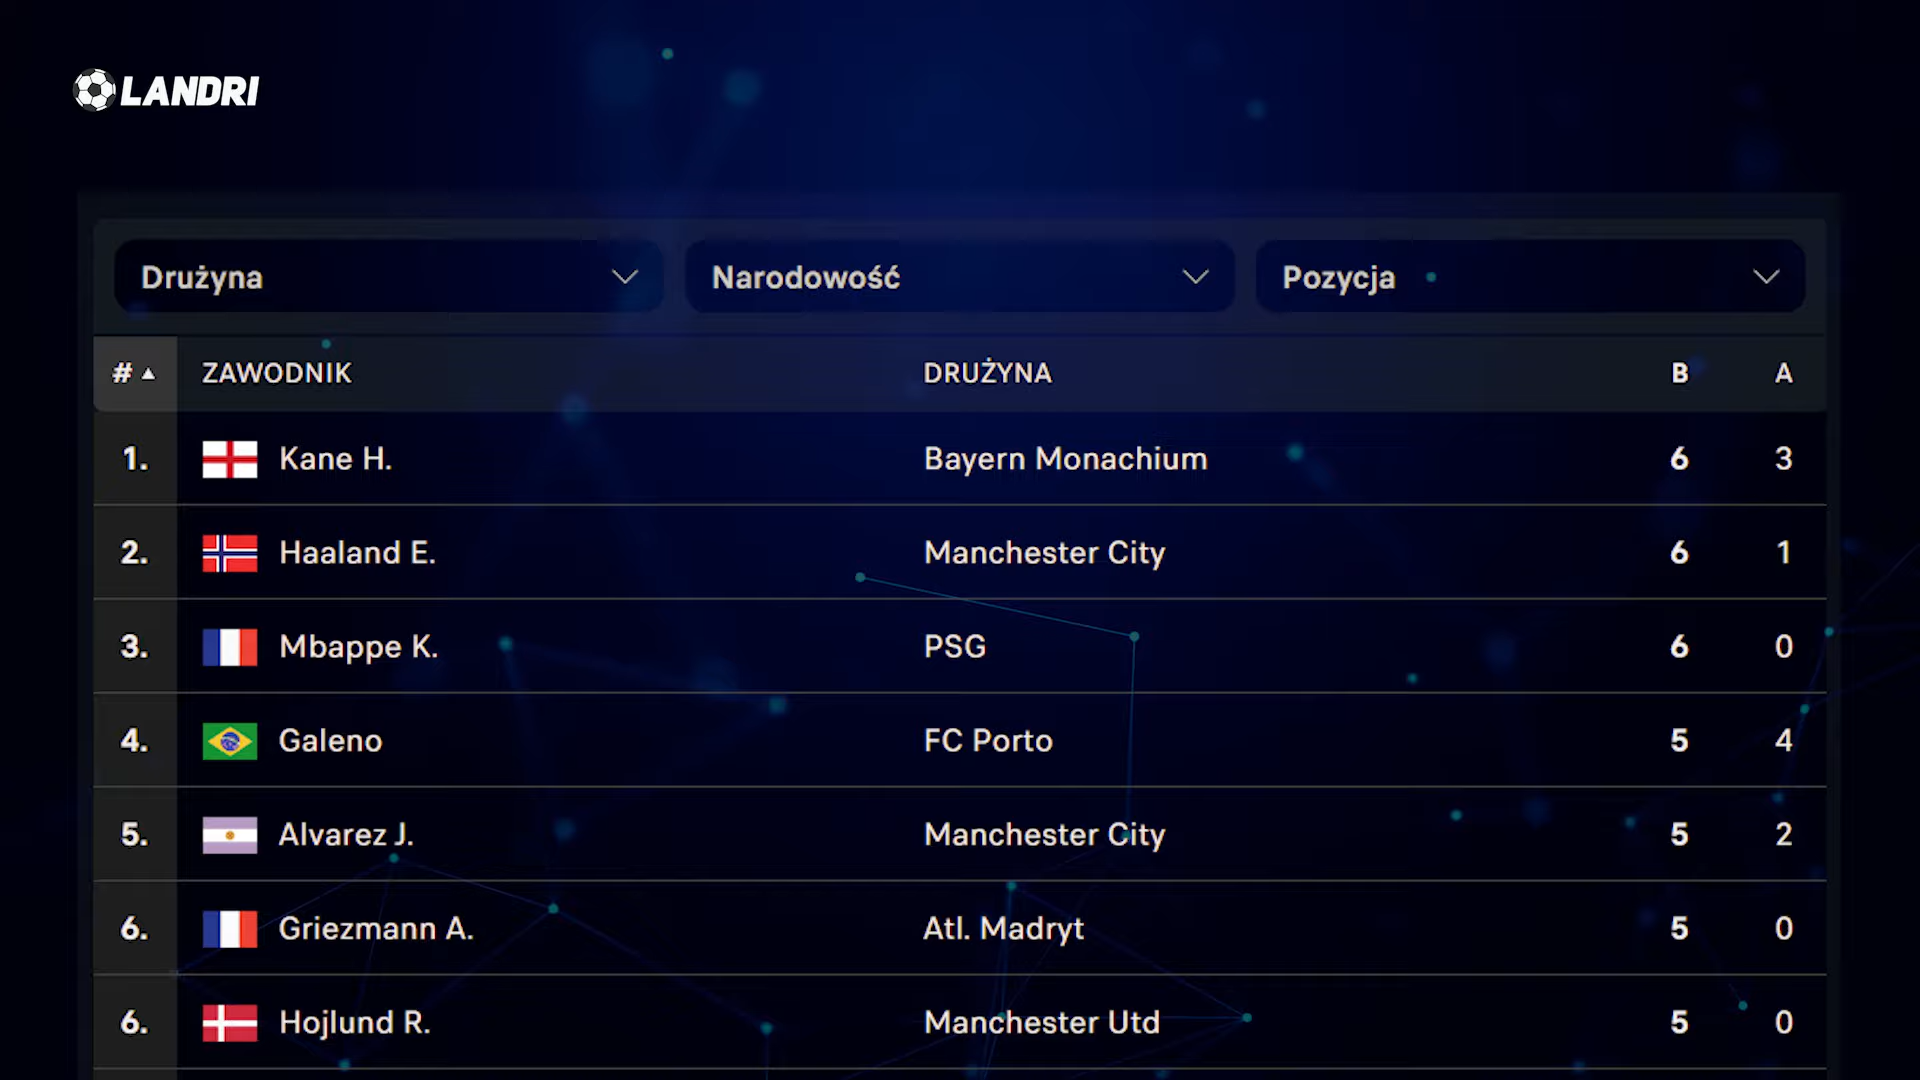 LANDRI
Drużyna Narodowość Pozycja
# ZAWODNIK DRUŻYNA B A
1. Kane H. Bayern Monachium 6 3
2. Haaland E. Manchester City 6 1
3. Mbappe K. PSG 6 0
4. Galeno FC Porto 5 4
5. Alvarez J. Manchester City 5 2
6. Griezmann A. Atl. Madryt 5 0
6. Hojlund R. Manchester Utd 5 0